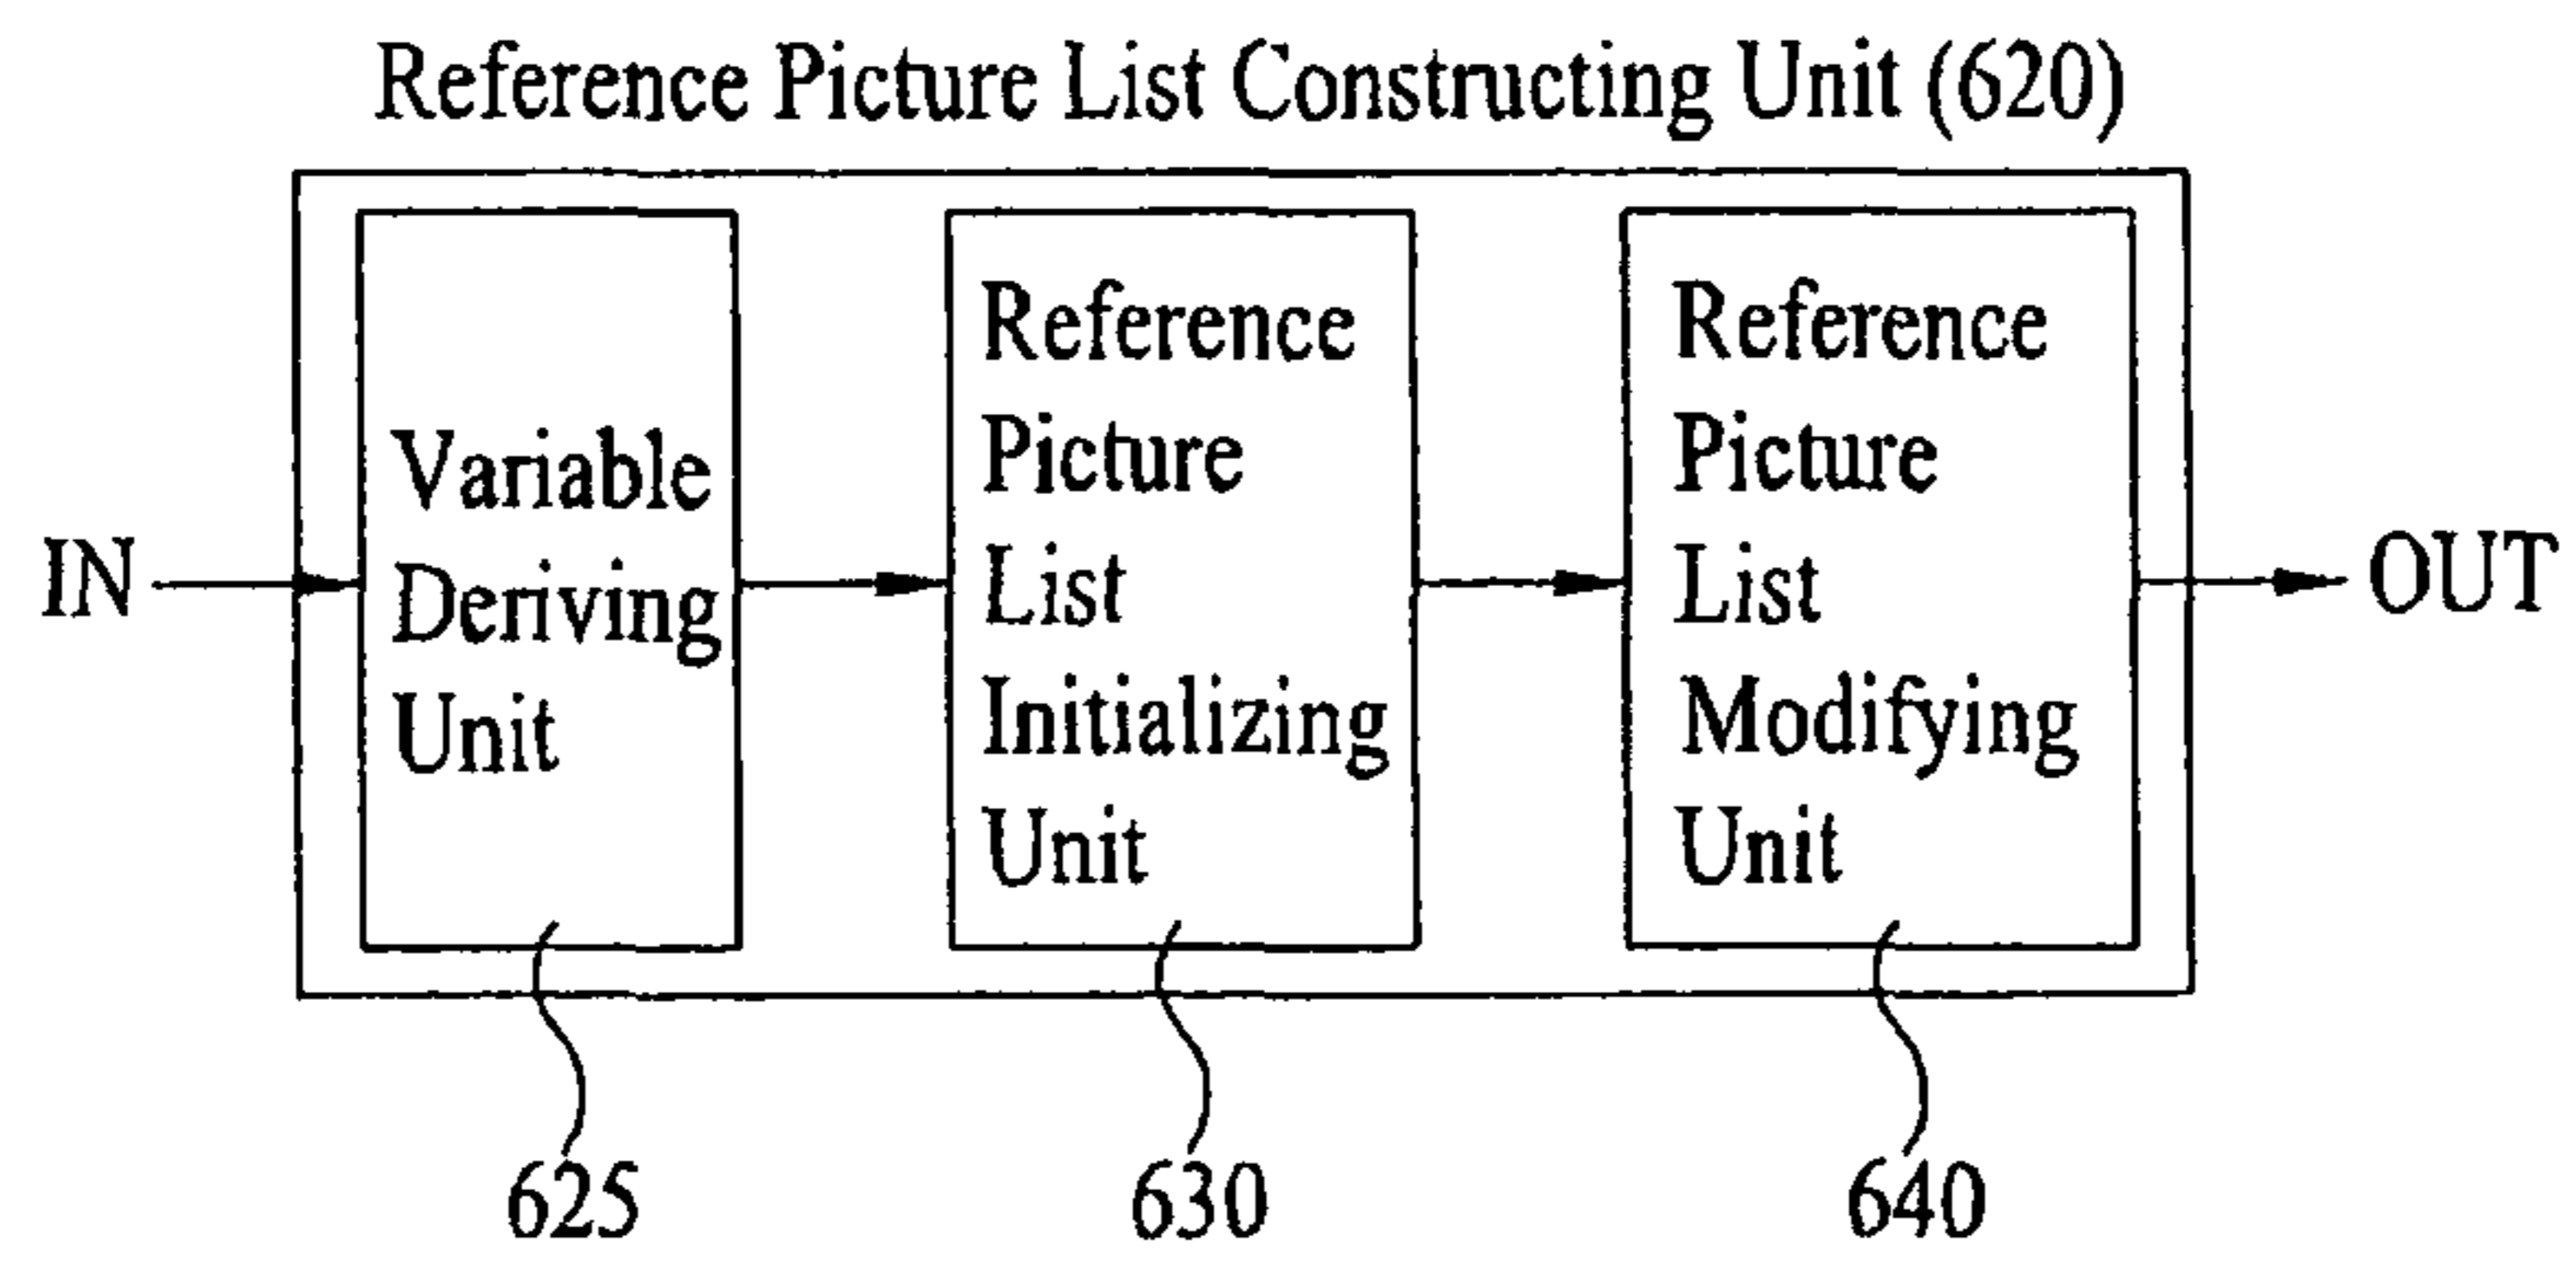 Reference Picture List Constructing Unit (620)
IN
Variable
Deriving
Unit
Reference
Picture
List
Initializing
Unit
Reference
Picture
List
Modifying
Unit
OUT
625
630
640